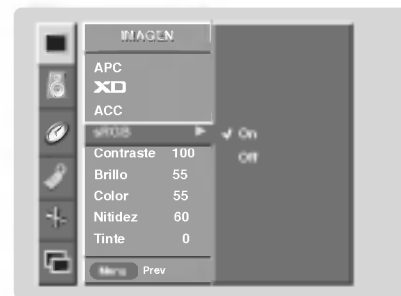 IMAGEN
APC
XD
ACC
sRGB
On
Off
Contraste 100
Brillo 55
Color 55
Nitidez 60
Tinte 0
Menu Prev